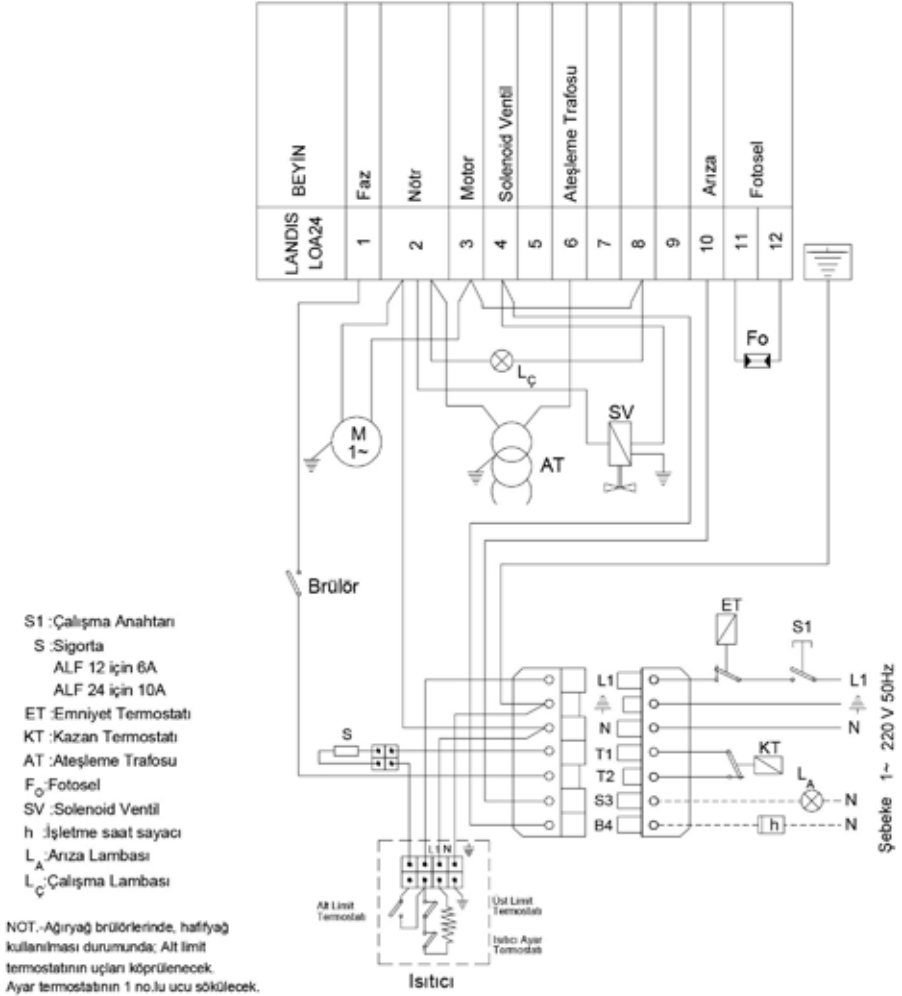 BEYİN
Faz
Nötr
Motor
Solenoid Ventil
Ateşleme Trafosu
Arıza
Fotosel
LANDIS
LOA24
1
2
3
4
5
6
7
8
9
10
11
12
Fo
LÇ
M
1~
AT
SV
Brülör
S1 :Çalışma Anahtarı
S :Sigorta
ALF 12 için 6A
ALF 24 için 10A
ET :Emniyet Termostatı
KT :Kazan Termostatı
AT :Ateşleme Trafosu
FO:Fotosel
SV :Solenoid Ventil
h :İşletme saat sayacı
LA:Arıza Lambası
LÇ:Çalışma Lambası
NOT.-Ağıryağ brülörlerinde, hafifyağ
kullanılması durumunda; Alt limit
termostatının uçları köprülenecek.
Ayar termostatının 1 no.lu ucu sökülecek.
ET
S1
L1
L1
N
N
T1
KT
T2
LA
S3
N
B4
h
N
Şebeke 1~ 220 V 50Hz
S
L1 N
Alt Limit
Termostatı
Üst Limit
Termostatı
Isıtıcı Ayar
Termostatı
Isıtıcı